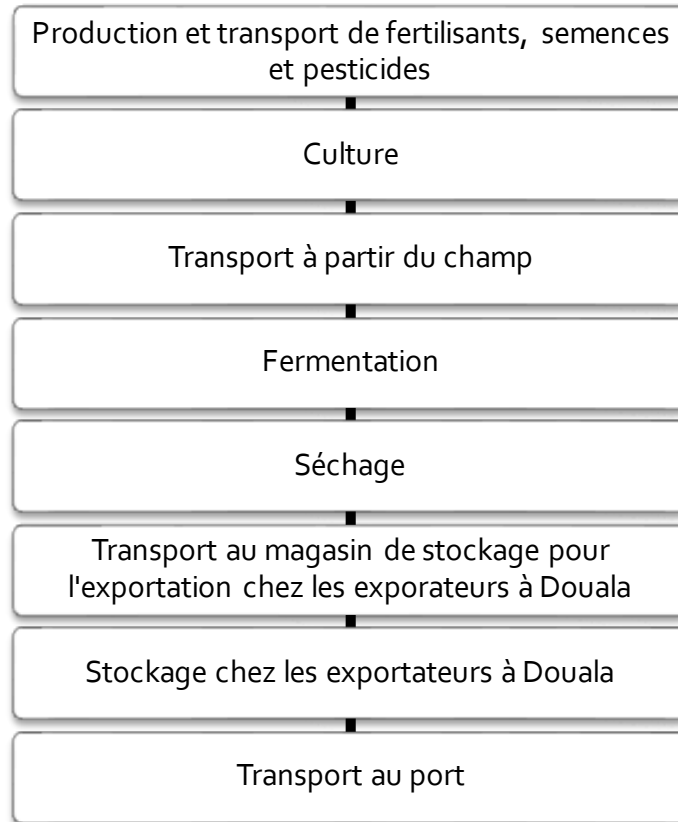 Production et transport de fertilisants, semences
et pesticides
Culture
Transport à partir du champ
Fermentation
Séchage
Transport au magasin de stockage pour
l'exportation chez les exporateurs à Douala
Stockage chez les exportateurs à Douala
Transport au port